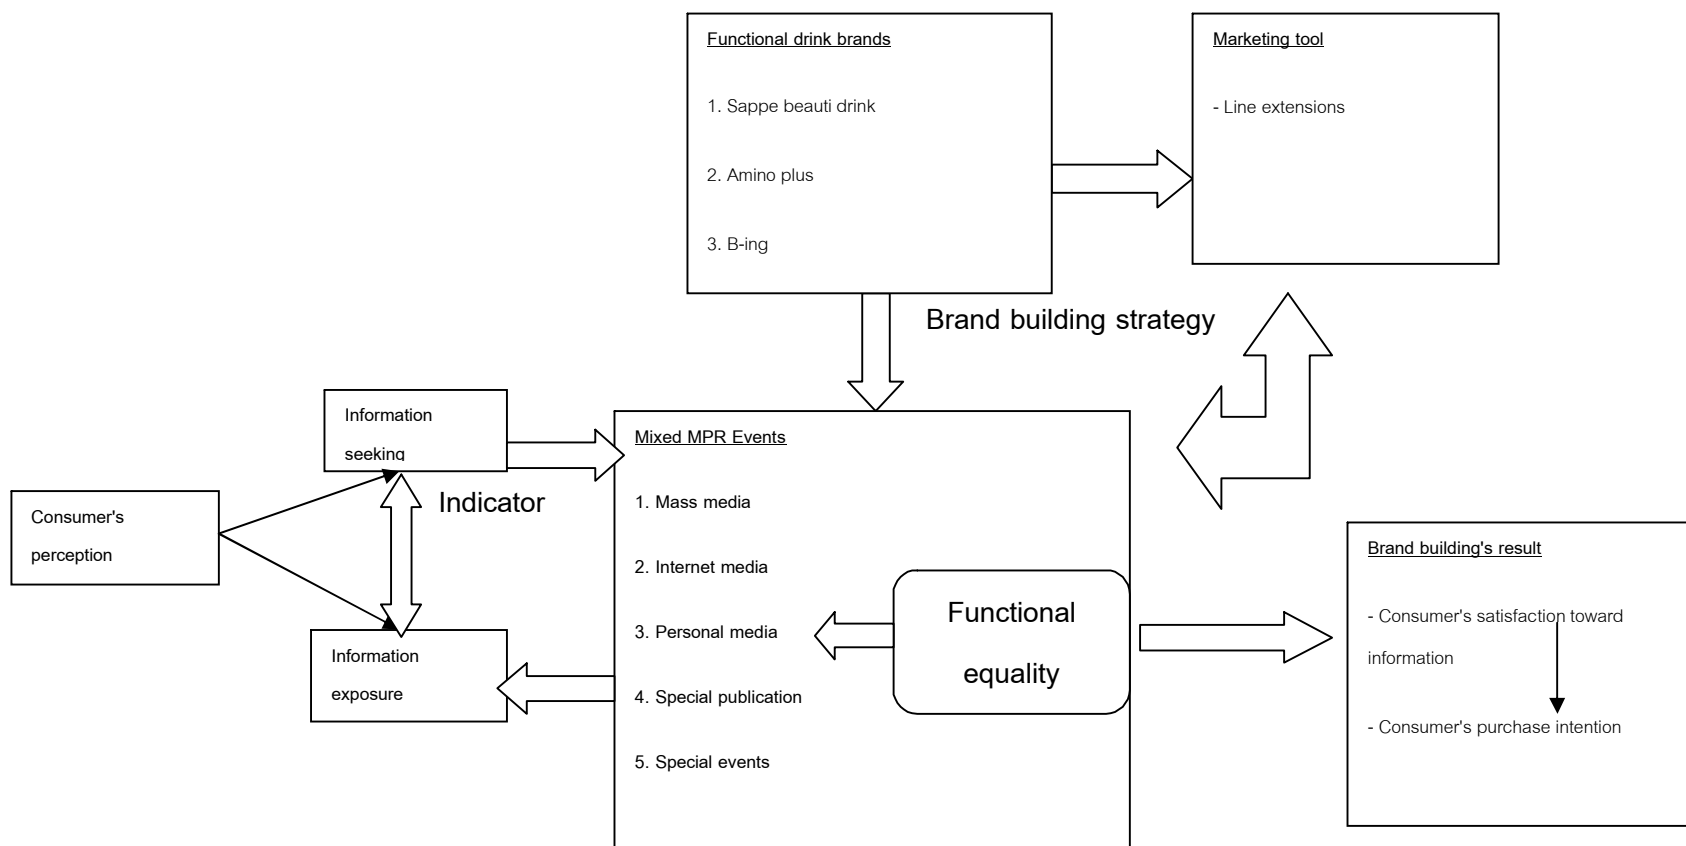 Functional drink brands
1. Sappe beauti drink
2. Amino plus
3. B-ing
Marketing tool
- Line extensions
Brand building strategy
Information
seeking
Indicator
Consumer's
perception
Information
exposure
Mixed MPR Events
1. Mass media
2. Internet media
3. Personal media
4. Special publication
5. Special events
Functional
equality
Brand building's result
- Consumer's satisfaction toward
information
- Consumer's purchase intention